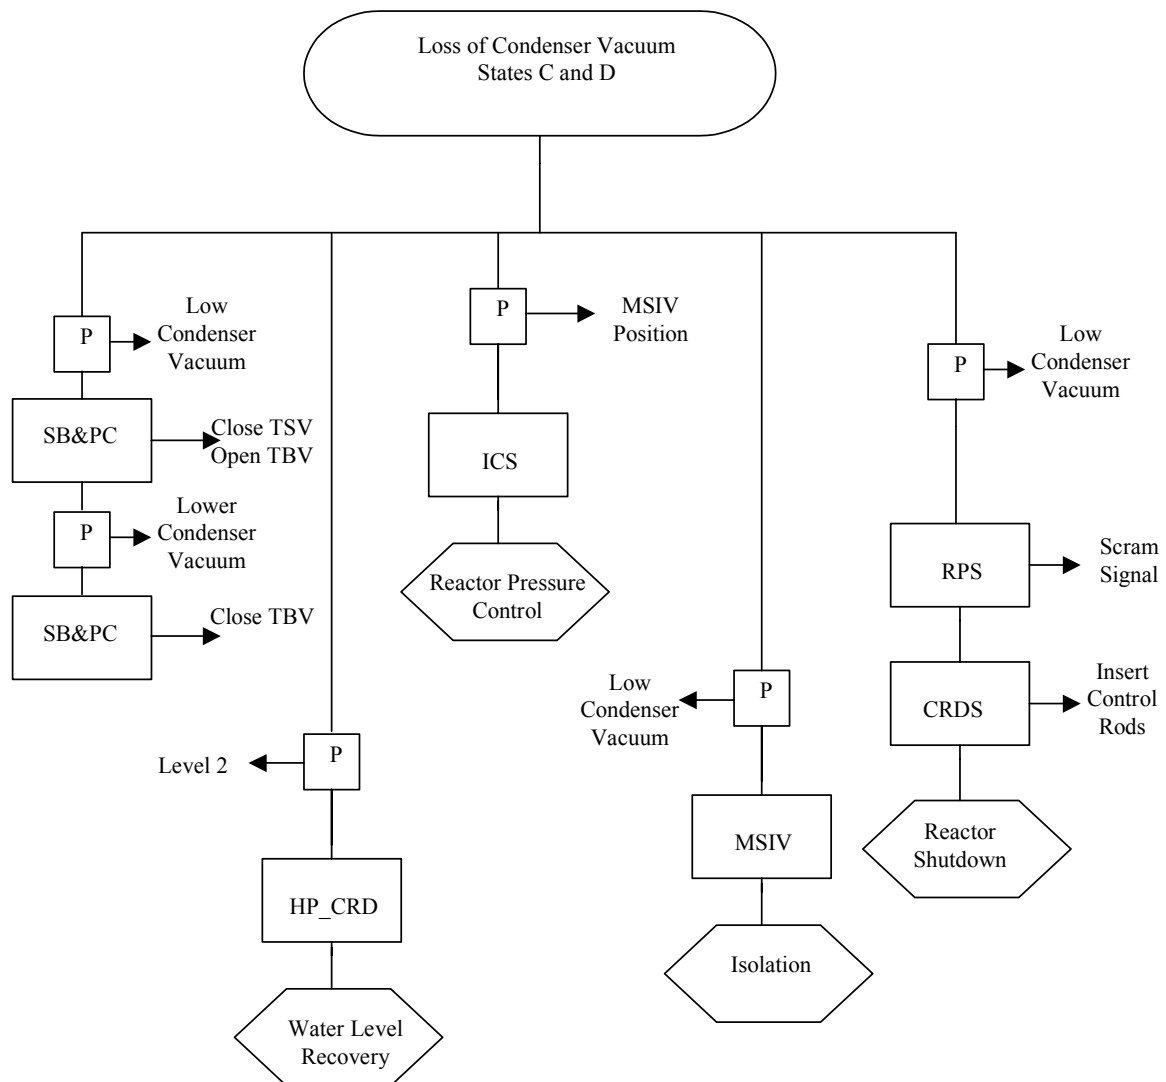 Loss of Condenser Vacuum
States C and D
P
Low
Condenser
Vacuum
SB&PC
Close TSV
Open TBV
P
Lower
Condenser
Vacuum
SB&PC
Close TBV
Level 2
P
HP_CRD
Water Level
Recovery
P
MSIV
Position
ICS
Reactor Pressure
Control
Low
Condenser
Vacuum
P
MSIV
Isolation
P
Low
Condenser
Vacuum
RPS
Scram
Signal
CRDS
Insert
Control
Rods
Reactor
Shutdown